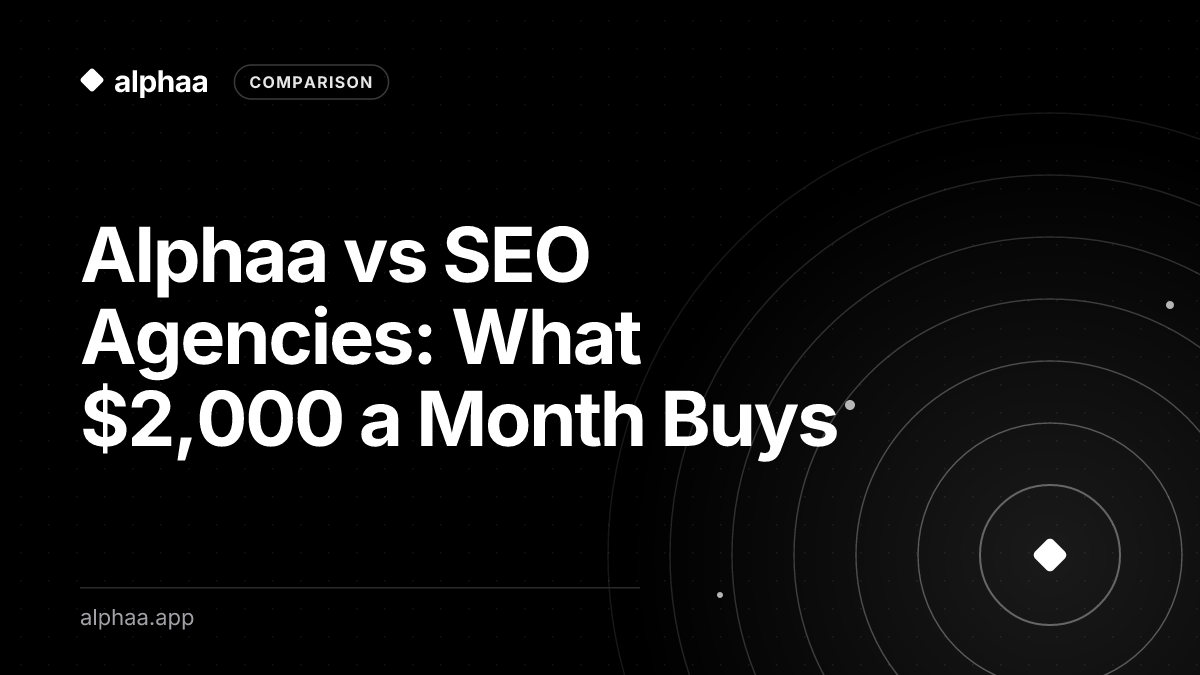 alphaa
COMPARISON
Alphaa vs SEO
Agencies: What
$2,000 a Month Buys
alphaa.app